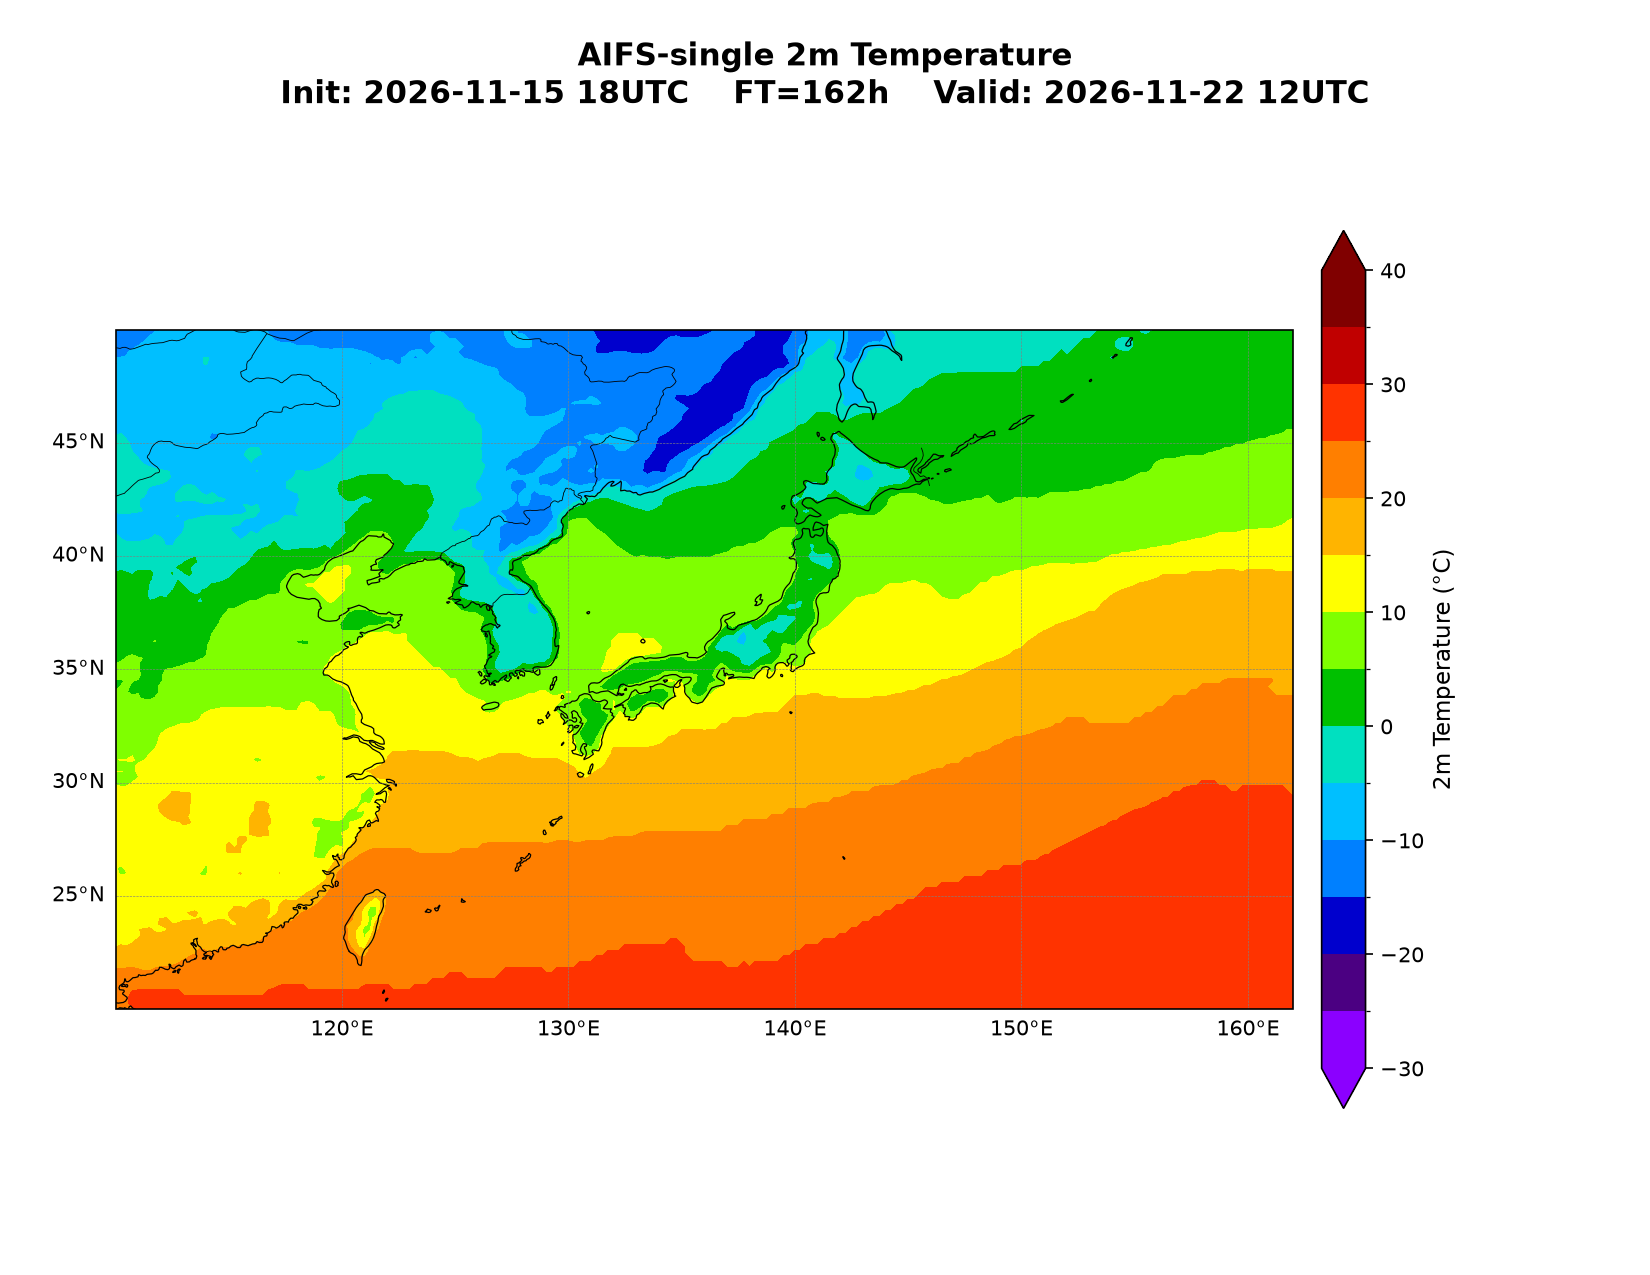 AIFS-single 2m Temperature
Init: 2026-11-15 18UTC    FT=162h    Valid: 2026-11-22 12UTC
45°N
40°N
35°N
30°N
25°N
120°E
130°E
140°E
150°E
160°E
40
30
20
10
0
−10
−20
−30
2m Temperature (°C)